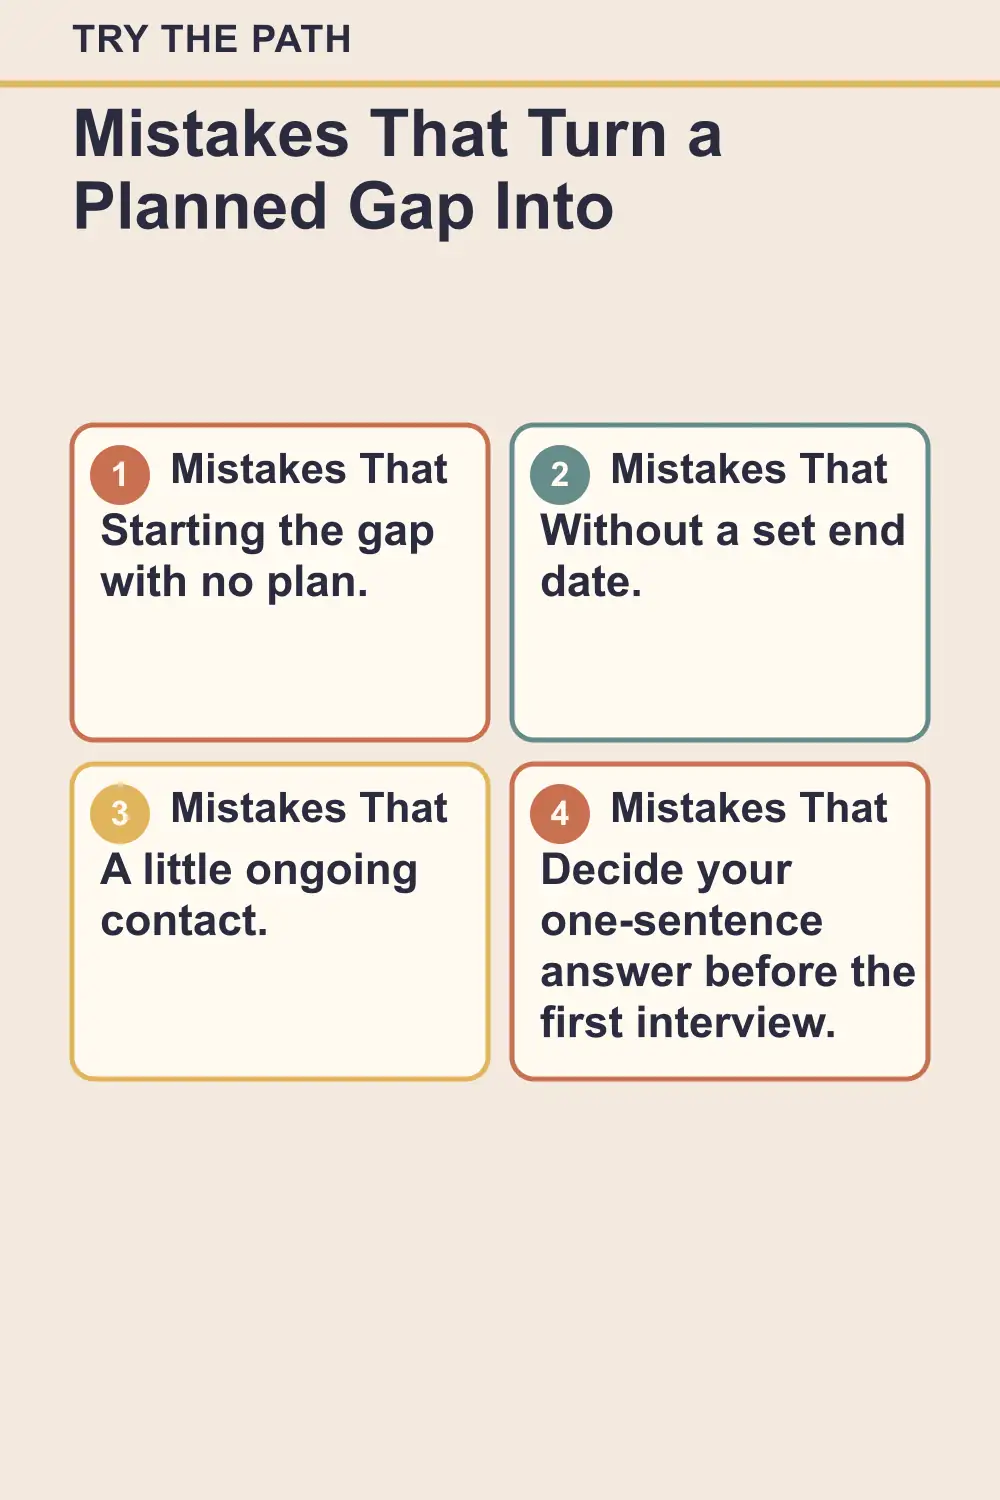 TRY THE PATH
Mistakes That Turn a
Planned Gap Into
1 Mistakes That
Starting the gap
with no plan.
2 Mistakes That
Without a set end
date.
3 Mistakes That
A little ongoing
contact.
4 Mistakes That
Decide your
one-sentence
answer before the
first interview.